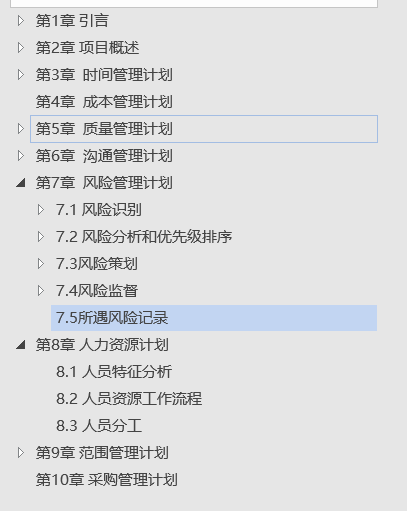 第1章 引言
第2章 项目概述
第3章 时间管理计划
第4章 成本管理计划
第5章 质量管理计划
第6章 沟通管理计划
第7章 风险管理计划
7.1 风险识别
7.2 风险分析和优先级排序
7.3风险策划
7.4风险监督
7.5所遇风险记录
第8章 人力资源计划
8.1 人员特征分析
8.2 人员资源工作流程
8.3 人员分工
第9章 范围管理计划
第10章 采购管理计划